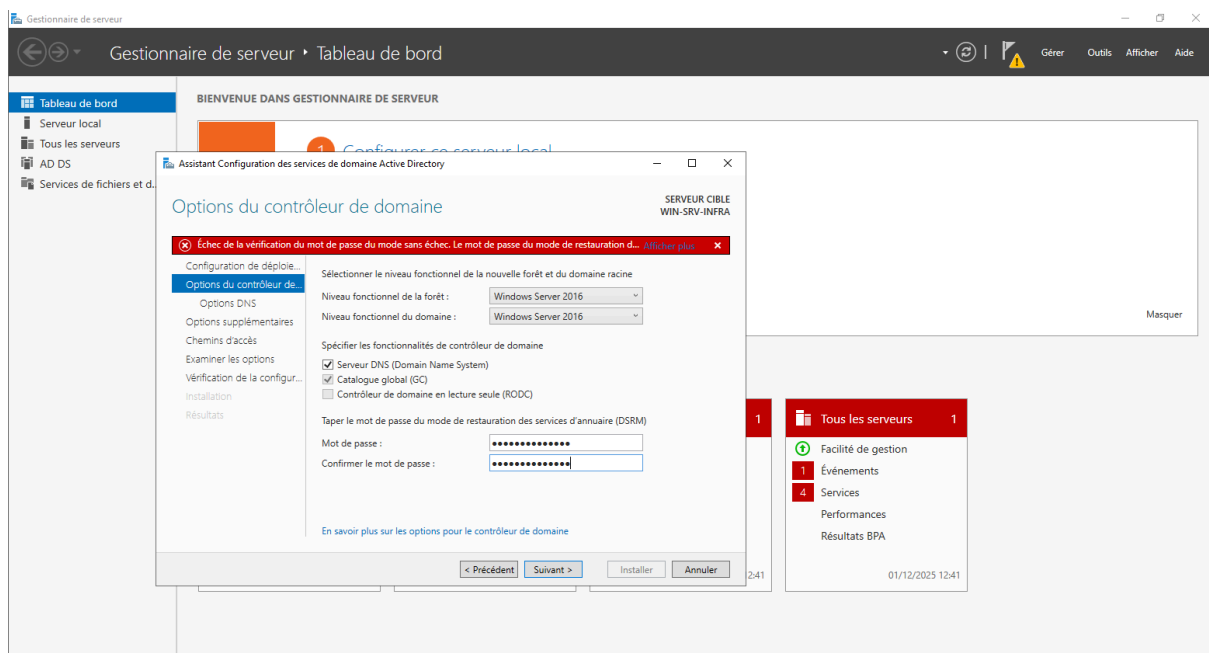 Gestionnaire de serveur
Gestionnaire de serveur ‣ Tableau de bord
Gérer Outils Afficher Aide
Tableau de bord
Serveur local
Tous les serveurs
AD DS
Services de fichiers et d...
BIENVENUE DANS GESTIONNAIRE DE SERVEUR
1 Configurer ce serveur local
Masquer
Assistant Configuration des services de domaine Active Directory
Options du contrôleur de domaine
SERVEUR CIBLE
WIN-SRV-INFRA
Échec de la vérification du mot de passe du mode sans échec. Le mot de passe du mode de restauration d... Afficher plus
Configuration de déploie...
Options du contrôleur de...
Options DNS
Options supplémentaires
Chemins d'accès
Examiner les options
Vérification de la configur...
Installation
Résultats
Sélectionner le niveau fonctionnel de la nouvelle forêt et du domaine racine
Niveau fonctionnel de la forêt : Windows Server 2016
Niveau fonctionnel du domaine : Windows Server 2016
Spécifier les fonctionnalités de contrôleur de domaine
Serveur DNS (Domain Name System)
Catalogue global (GC)
Contrôleur de domaine en lecture seule (RODC)
Taper le mot de passe du mode de restauration des services d'annuaire (DSRM)
Mot de passe : ••••••••••••••
Confirmer le mot de passe : ••••••••••••••
En savoir plus sur les options pour le contrôleur de domaine
< Précédent Suivant > Installer Annuler
1
2:41
Tous les serveurs 1
Facilité de gestion
1 Événements
4 Services
Performances
Résultats BPA
01/12/2025 12:41